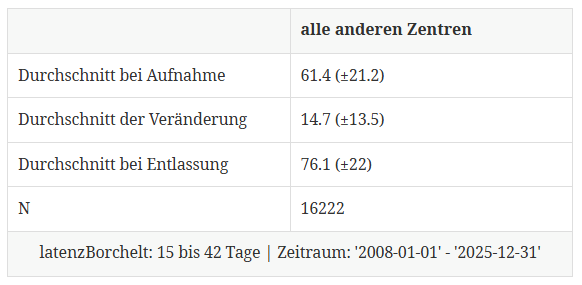 alle anderen Zentren
Durchschnitt bei Aufnahme 61.4 (±21.2)
Durchschnitt der Veränderung 14.7 (±13.5)
Durchschnitt bei Entlassung 76.1 (±22)
N 16222
latenzBorchelt: 15 bis 42 Tage | Zeitraum: '2008-01-01' - '2025-12-31'